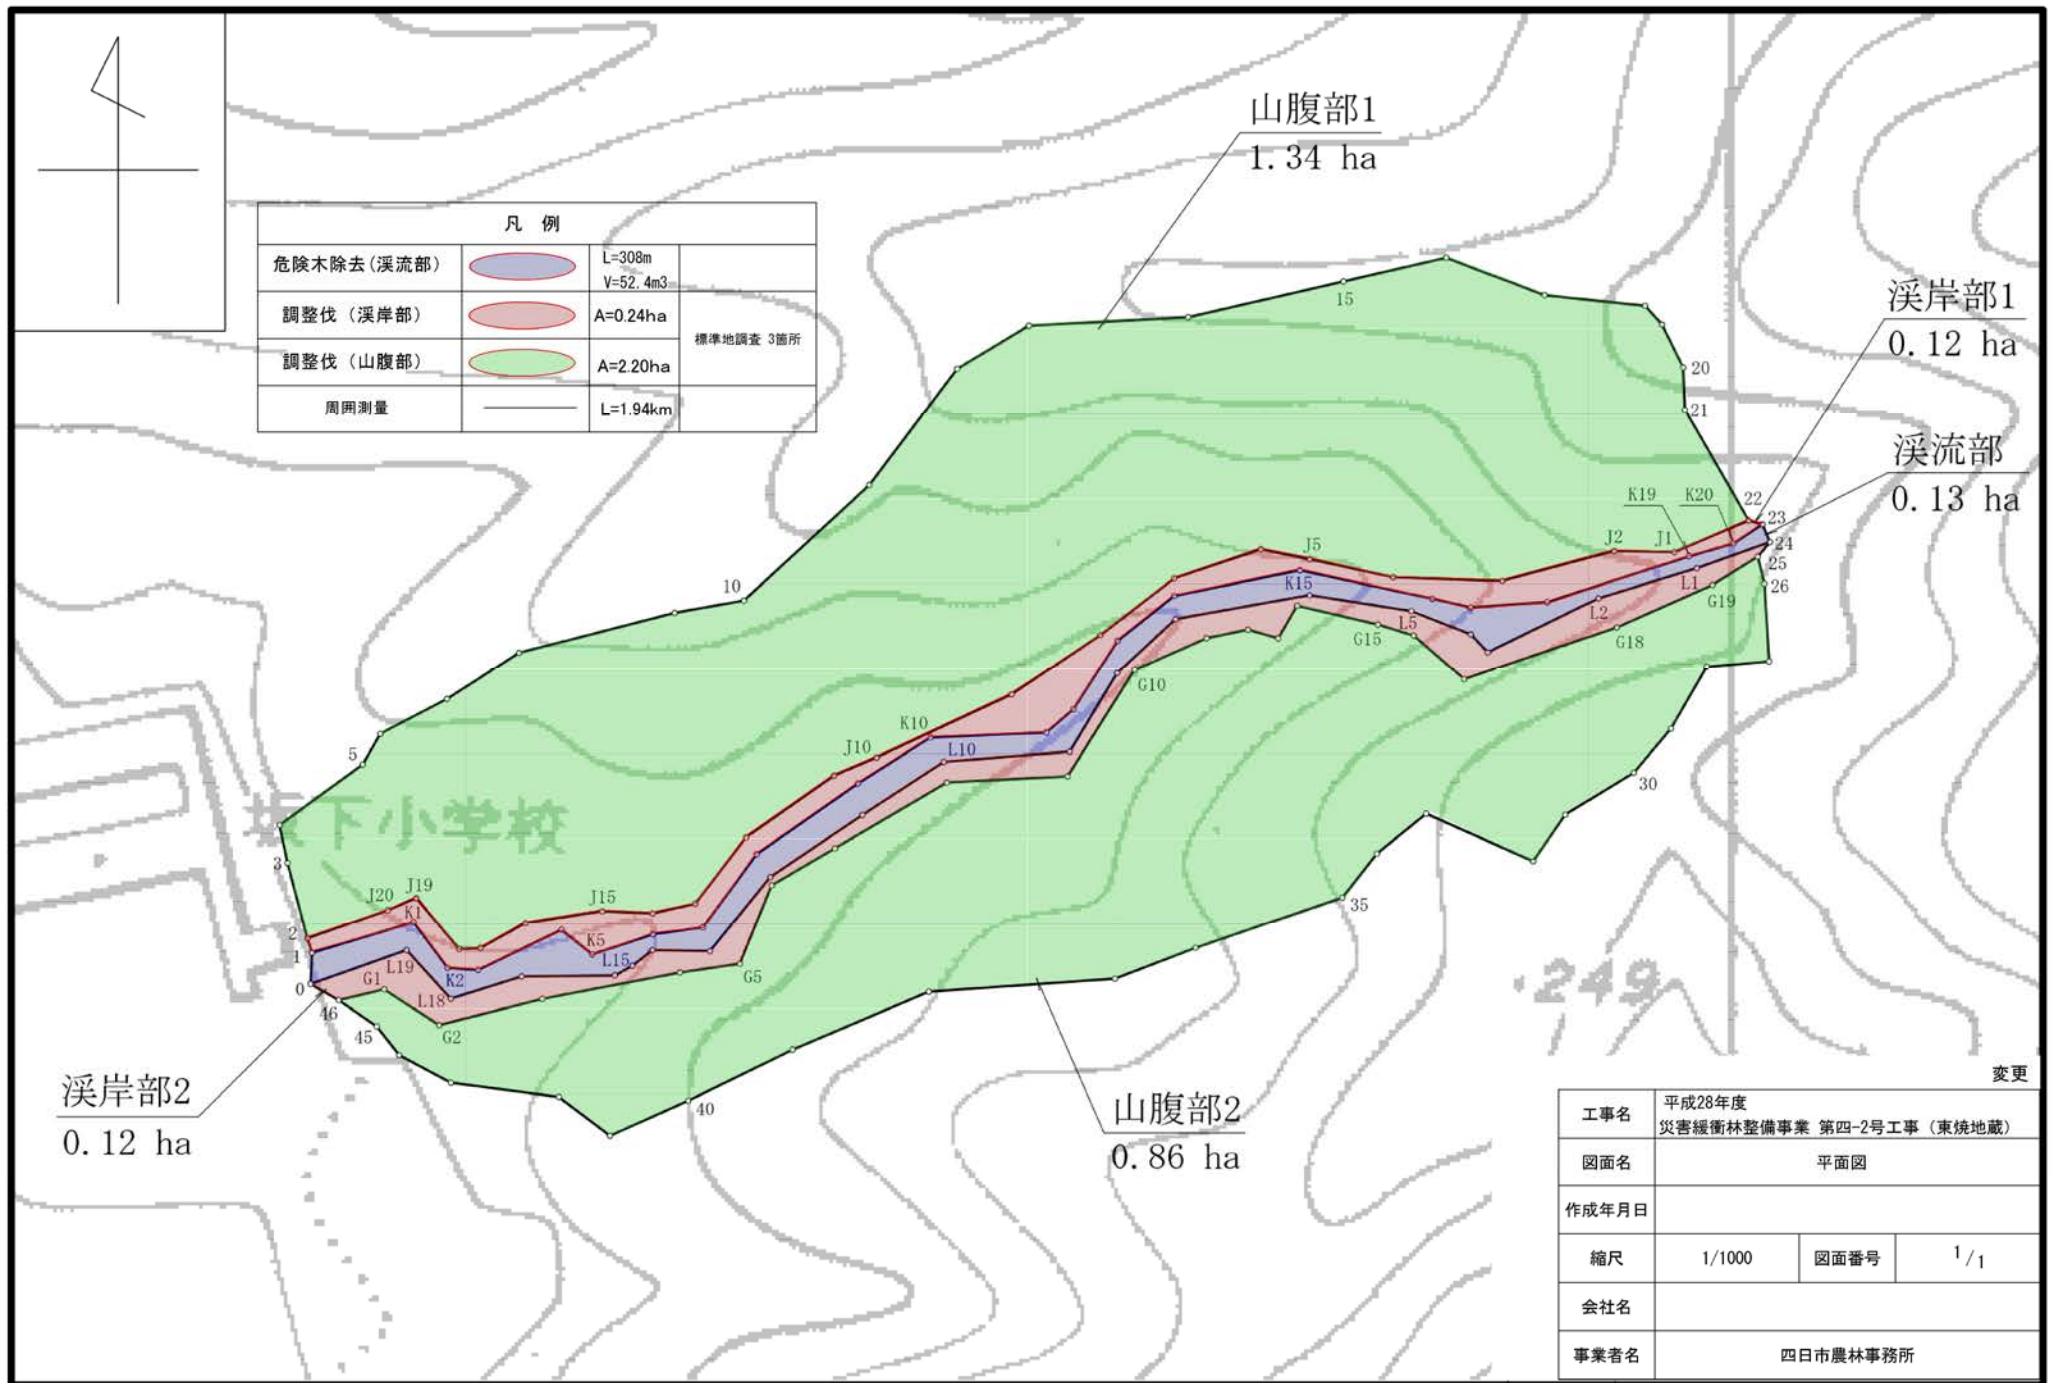 山腹部1
1.34 ha
凡 例
危険木除去(渓流部)
L=308m
V=52.4m3
調整伐（渓岸部）
A=0.24ha
標準地調査 3箇所
調整伐（山腹部）
A=2.20ha
周囲測量
L=1.94km
渓岸部1
0.12 ha
渓流部
0.13 ha
15
20
21
22
23
24
25
26
K19
K20
J2
J1
J5
K15
L1
G19
L2
L5
G15
G18
10
G10
K10
J10
L10
5
坂下小学校
3
J20
J19
K1
J15
2
K5
1
L15
L19
K2
G5
0
G1
L18
46
45
G2
30
35
40
249
渓岸部2
0.12 ha
山腹部2
0.86 ha
変更
工事名
平成28年度
災害緩衝林整備事業 第四-2号工事（東焼地蔵）
図面名
平面図
作成年月日
縮尺
1/1000
図面番号
1/1
会社名
事業者名
四日市農林事務所